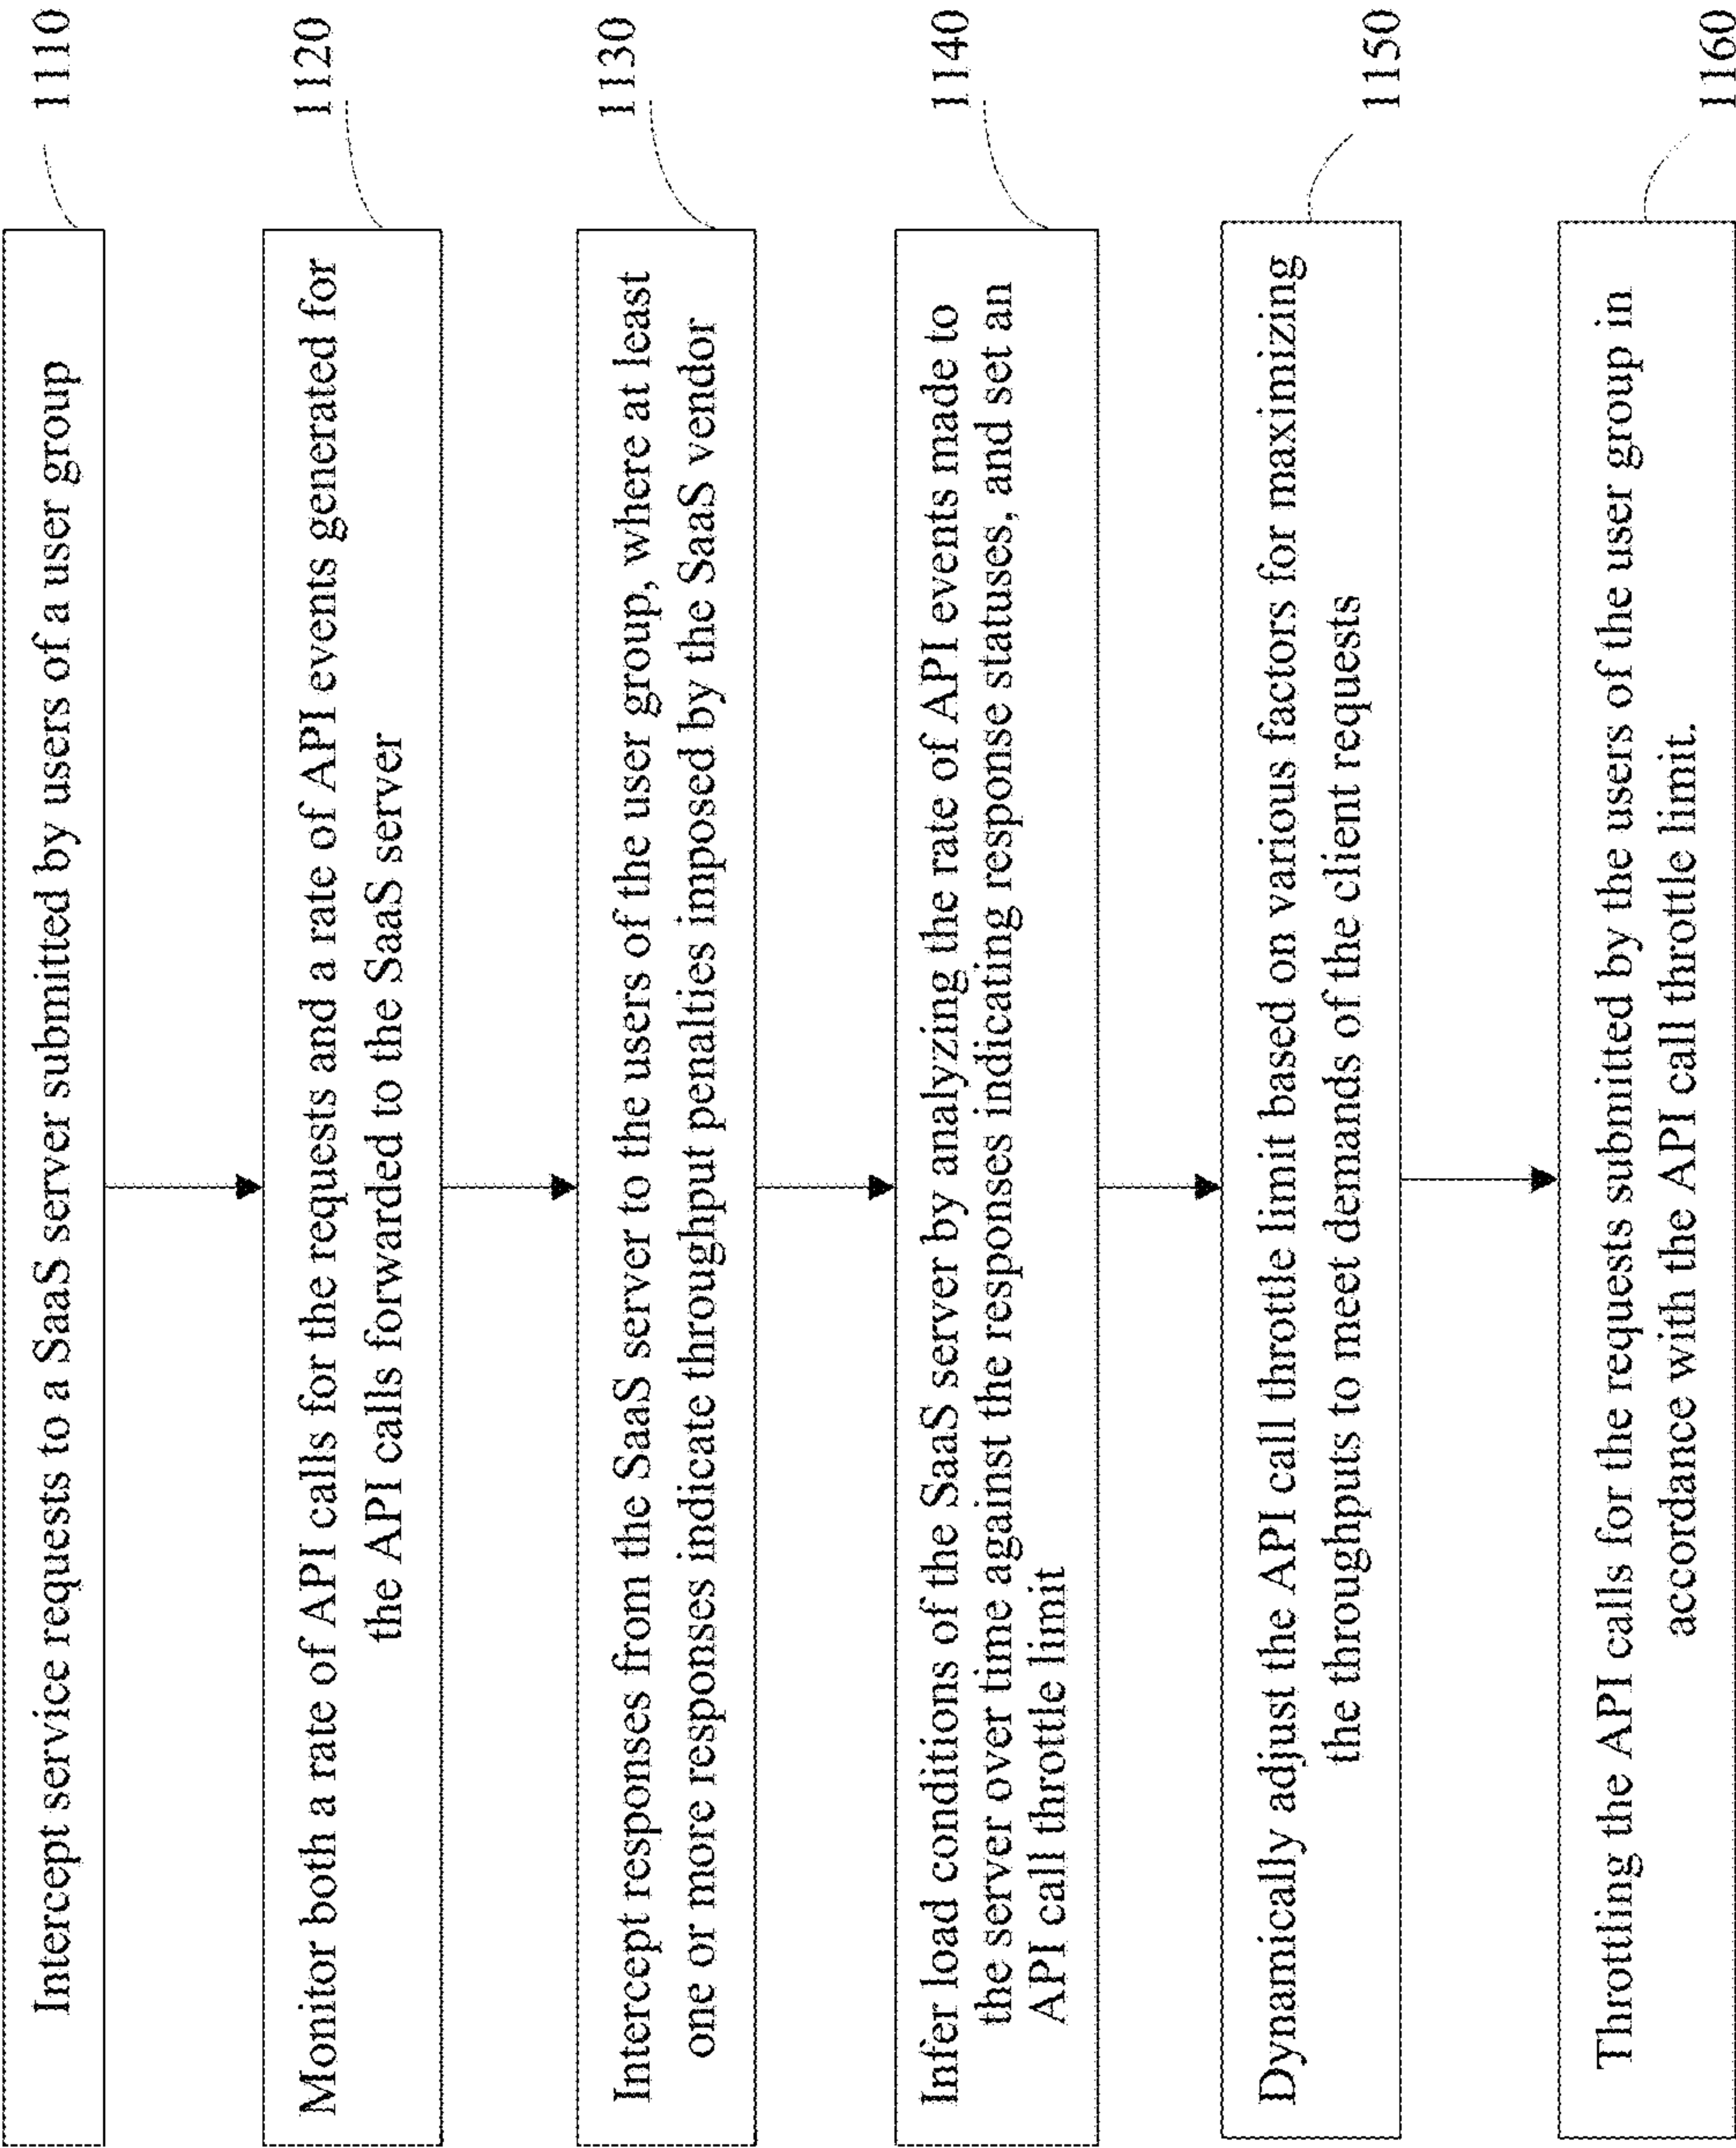 1110
Intercept service requests to a SaaS server submitted by users of a user group
1120
Monitor both a rate of API calls for the requests and a rate of API events generated for
the API calls forwarded to the SaaS server
1130
Intercept responses from the SaaS server to the users of the user group, where at least
one or more responses indicate throughput penalties imposed by the SaaS vendor
1140
Infer load conditions of the SaaS server by analyzing the rate of API events made to
the server over time against the responses indicating response statuses, and set an
API call throttle limit
1150
Dynamically adjust the API call throttle limit based on various factors for maximizing
the throughputs to meet demands of the client requests
1160
Throttling the API calls for the requests submitted by the users of the user group in
accordance with the API call throttle limit.